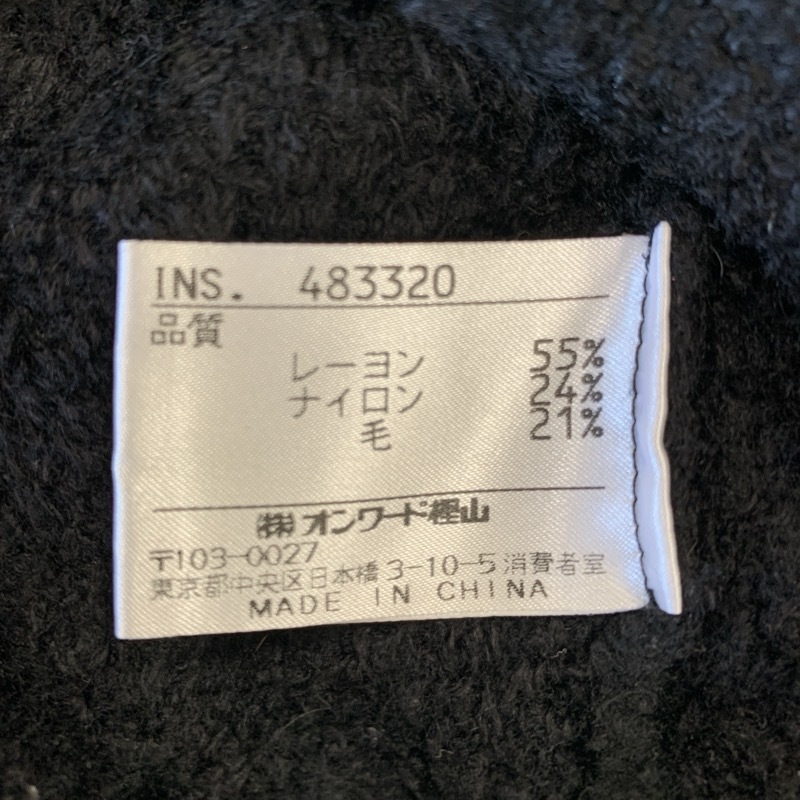 INS. 483320
品質
レーヨン 55%
ナイロン 24%
毛 21%
㈱オンワード樫山
〒103-0027
東京都中央区日本橋3-10-5消費者室
MADE IN CHINA